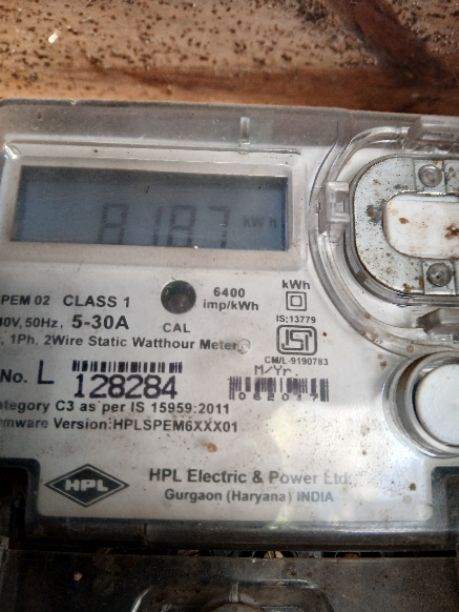 8187 kWh
PEM 02 CLASS 1
6400
imp/kWh
kWh
IS:13779
40V, 50Hz, 5-30A
CAL
, 1Ph, 2Wire Static Watthour Meter
CM/L-9190783
No. L 128284
M/Yr.
062017
ategory C3 as per IS 15959:2011
rmware Version:HPLSPEM6XXX01
HPL
HPL Electric & Power Ltd.
Gurgaon (Haryana) INDIA